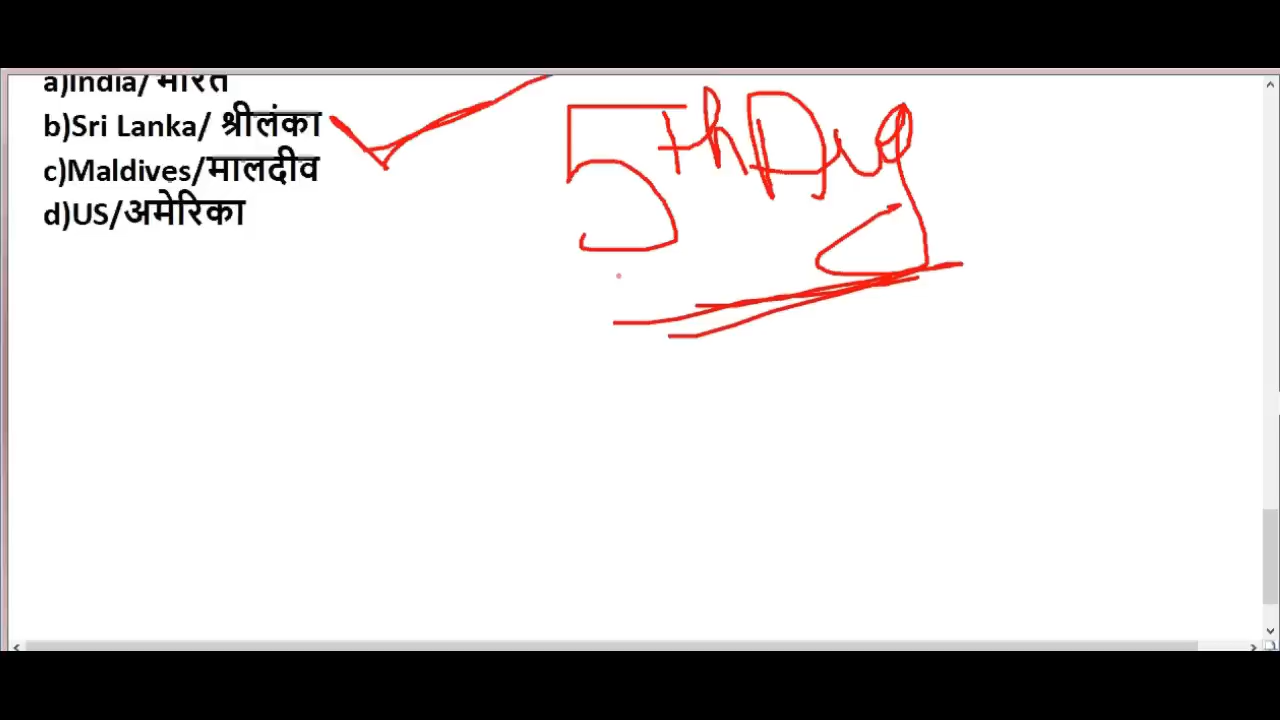 a)India/ भारत
b)Sri Lanka/ श्रीलंका
c)Maldives/मालदीव
d)US/अमेरिका
5th